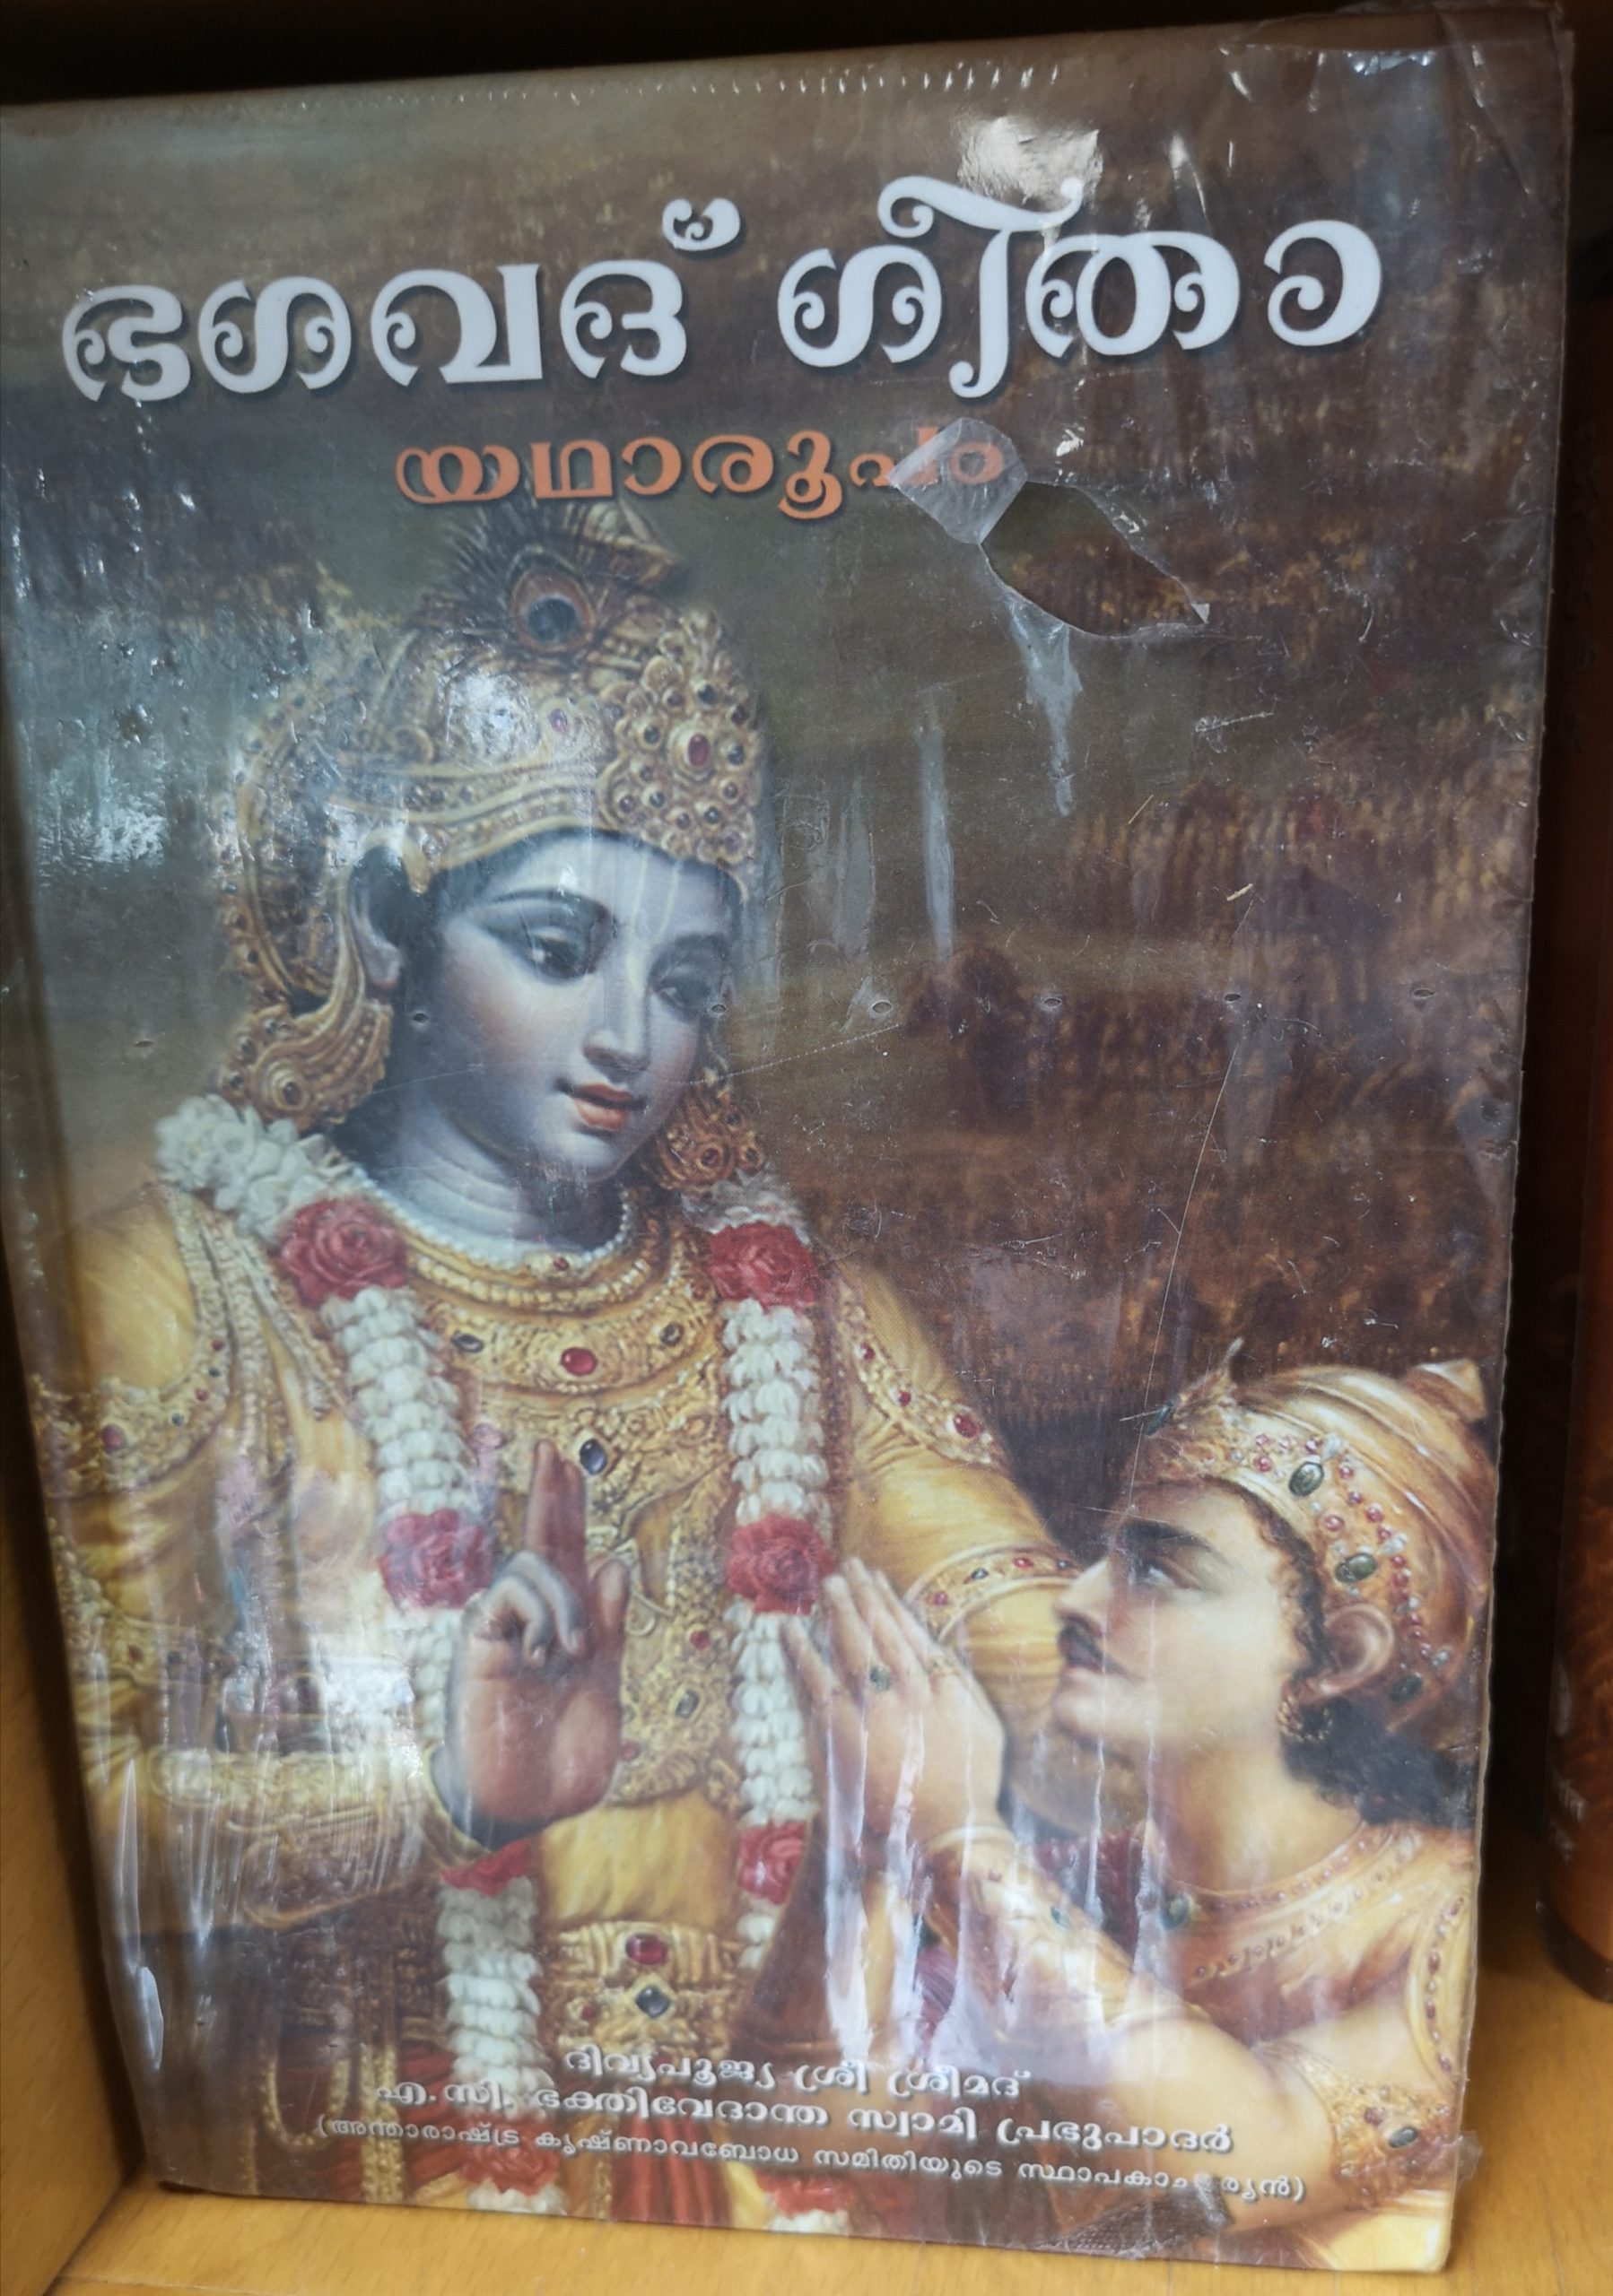 ഭഗവദ് ഗീതാ
യഥാരൂപം
ദിവ്യപൂജ്യ ശ്രീ ശ്രീമദ്
എ.സി. ഭക്തിവേദാന്ത സ്വാമി പ്രഭുപാദർ
(അന്താരാഷ്ട്ര കൃഷ്ണാവബോധ സമിതിയുടെ സ്ഥാപകാചാര്യൻ)